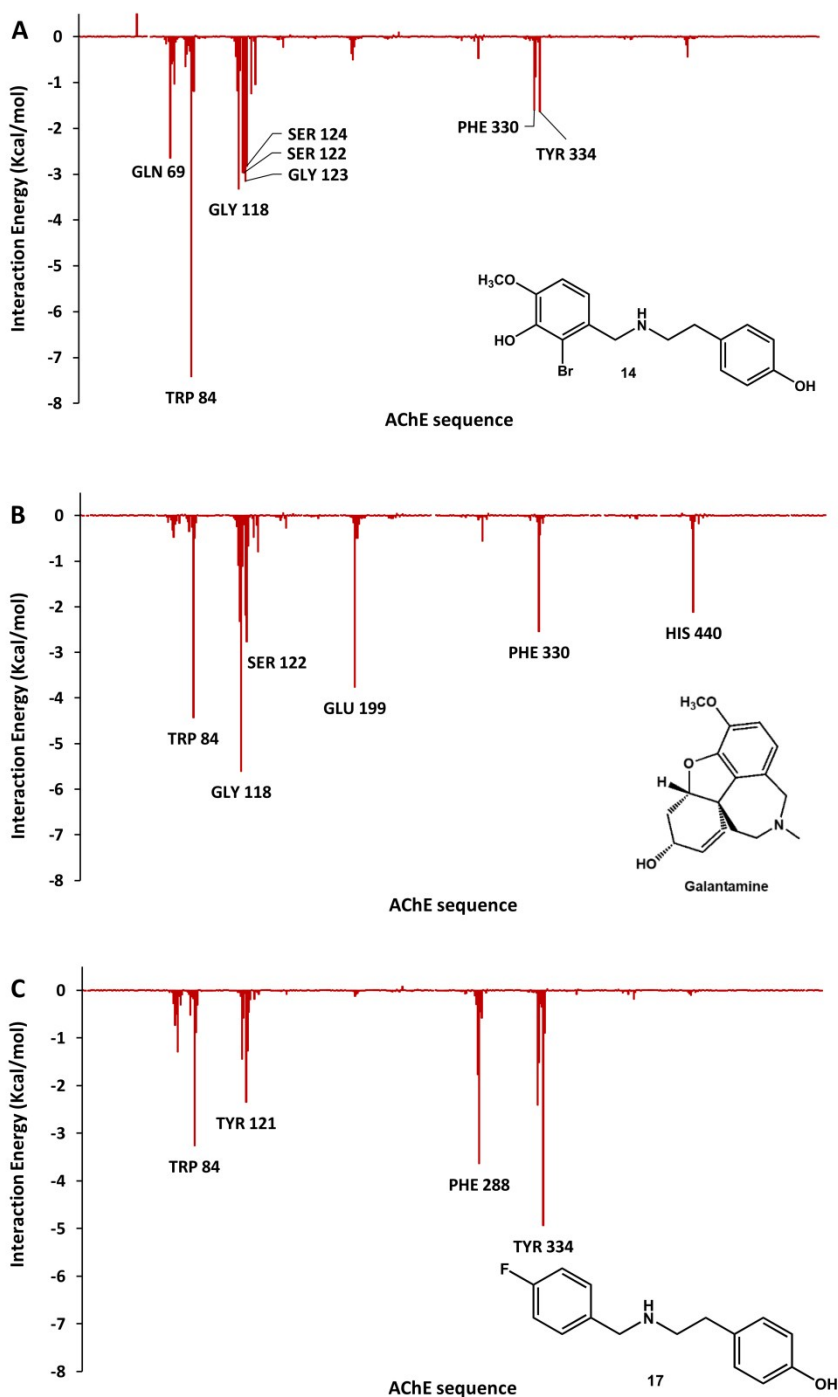 A
Interaction Energy (Kcal/mol)
0
-1
-2
-3
-4
-5
-6
-7
-8
GLN 69
TRP 84
GLY 118
SER 124
SER 122
GLY 123
PHE 330
TYR 334
H3CO
HO
Br
H
N
OH
14
AChE sequence
B
Interaction Energy (Kcal/mol)
0
-1
-2
-3
-4
-5
-6
-7
-8
TRP 84
GLY 118
SER 122
GLU 199
PHE 330
HIS 440
H3CO
O
H
N
HO
Galantamine
AChE sequence
C
Interaction Energy (Kcal/mol)
0
-1
-2
-3
-4
-5
-6
-7
-8
TRP 84
TYR 121
PHE 288
TYR 334
F
H
N
OH
17
AChE sequence